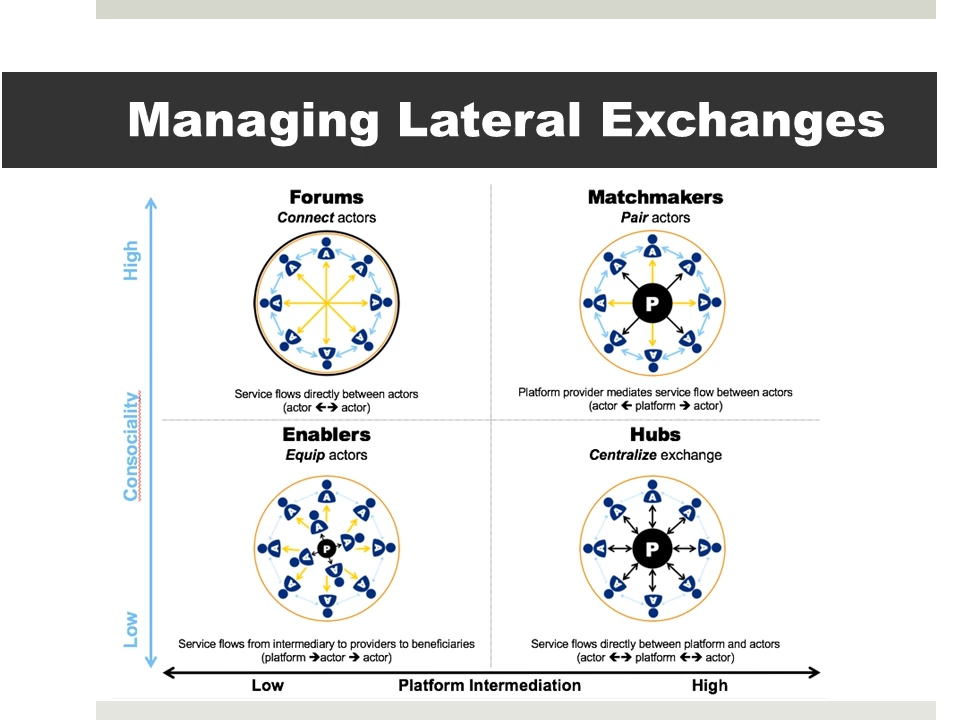 Managing Lateral Exchanges
Forums
Connect actors
A A A A A A A A
Service flows directly between actors
(actor ←→ actor)
Matchmakers
Pair actors
A A A A A A A A
P
Platform provider mediates service flow between actors
(actor ← platform → actor)
Enablers
Equip actors
A A A A A A A A
A A A A
P
Service flows from intermediary to providers to beneficiaries
(platform →actor → actor)
Hubs
Centralize exchange
A A A A A A A A
P
Service flows directly between platform and actors
(actor ←→ platform ←→ actor)
High
Consociality
Low
Low Platform Intermediation High